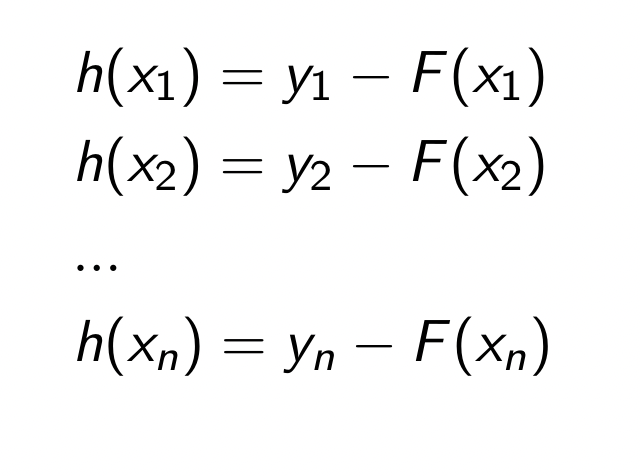 h(x₁) = y₁ − F(x₁)
h(x₂) = y₂ − F(x₂)
...
h(xₙ) = yₙ − F(xₙ)